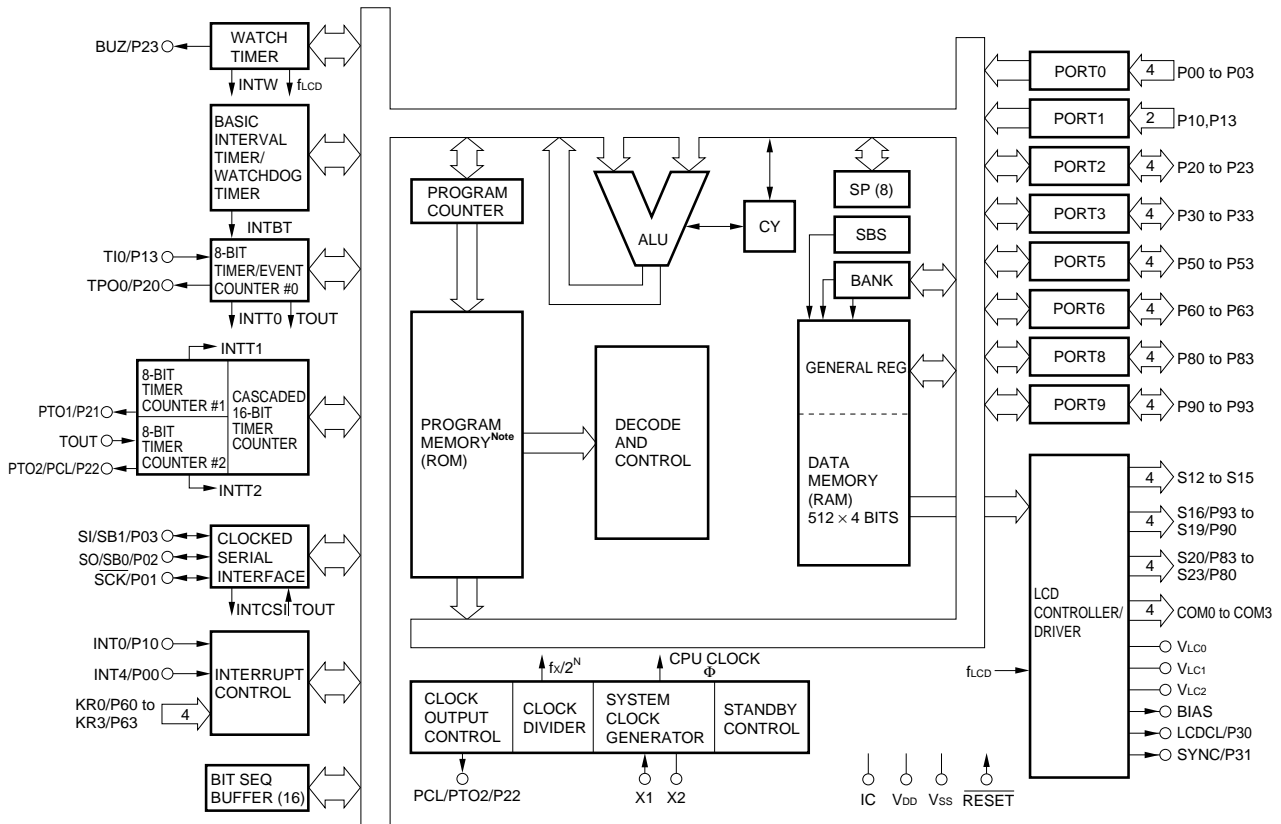 BUZ/P23
WATCH
TIMER
INTW
fLCD
BASIC
INTERVAL
TIMER/
WATCHDOG
TIMER
INTBT
TI0/P13
TPO0/P20
8-BIT
TIMER/EVENT
COUNTER #0
INTT0
TOUT
INTT1
8-BIT
TIMER
COUNTER #1
8-BIT
TIMER
COUNTER #2
CASCADED
16-BIT
TIMER
COUNTER
PTO1/P21
TOUT
PTO2/PCL/P22
INTT2
SI/SB1/P03
SO/SB0/P02
SCK/P01
CLOCKED
SERIAL
INTERFACE
INTCSI
TOUT
INT0/P10
INT4/P00
KR0/P60 to
KR3/P63
4
INTERRUPT
CONTROL
BIT SEQ
BUFFER (16)
PROGRAM
COUNTER
ALU
CY
SP (8)
SBS
BANK
PROGRAM
MEMORYNote
(ROM)
DECODE
AND
CONTROL
GENERAL REG
DATA
MEMORY
(RAM)
512 × 4 BITS
fX/2N
CPU CLOCK
Φ
CLOCK
OUTPUT
CONTROL
CLOCK
DIVIDER
SYSTEM
CLOCK
GENERATOR
STANDBY
CONTROL
PCL/PTO2/P22
X1
X2
IC
VDD
VSS
RESET
PORT0
4
P00 to P03
PORT1
2
P10,P13
PORT2
4
P20 to P23
PORT3
4
P30 to P33
PORT5
4
P50 to P53
PORT6
4
P60 to P63
PORT8
4
P80 to P83
PORT9
4
P90 to P93
LCD
CONTROLLER/
DRIVER
fLCD
4
S12 to S15
4
S16/P93 to
S19/P90
4
S20/P83 to
S23/P80
4
COM0 to COM3
VLC0
VLC1
VLC2
BIAS
LCDCL/P30
SYNC/P31